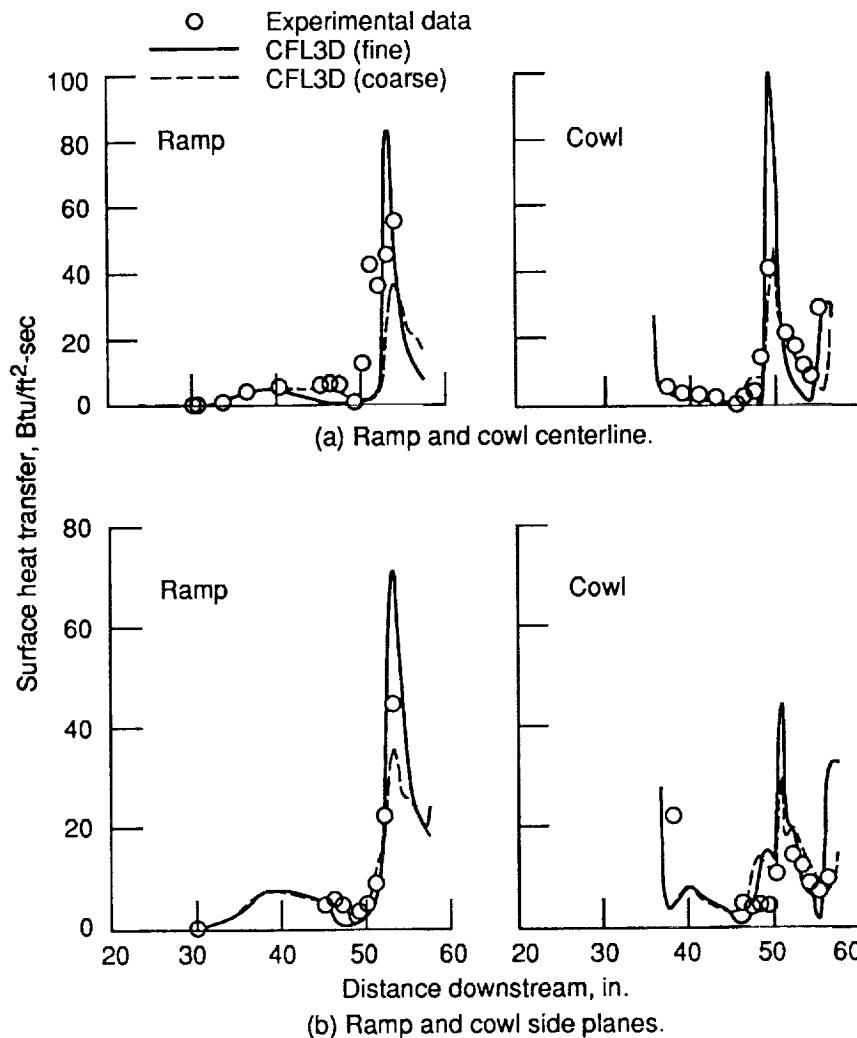 Experimental data
CFL3D (fine)
CFL3D (coarse)
100
80
60
40
20
0
Ramp
Cowl
(a) Ramp and cowl centerline.
Surface heat transfer, Btu/ft²-sec
80
60
40
20
0
Ramp
Cowl
20 30 40 50 60
20 30 40 50 60
Distance downstream, in.
(b) Ramp and cowl side planes.